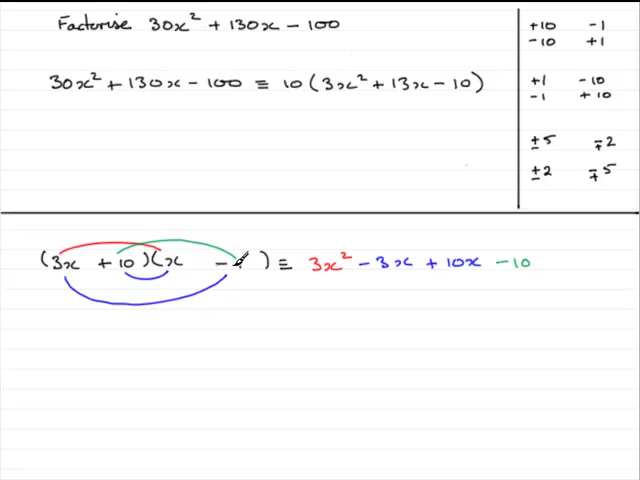 Factorise 30x² + 130x - 100
30x² + 130x - 100 ≡ 10 (3x² + 13x - 10)
+10 -1
-10 +1
+1 -10
-1 +10
±5 ∓2
±2 ∓5
(3x + 10)(x - ) ≡ 3x² - 3x + 10x - 10